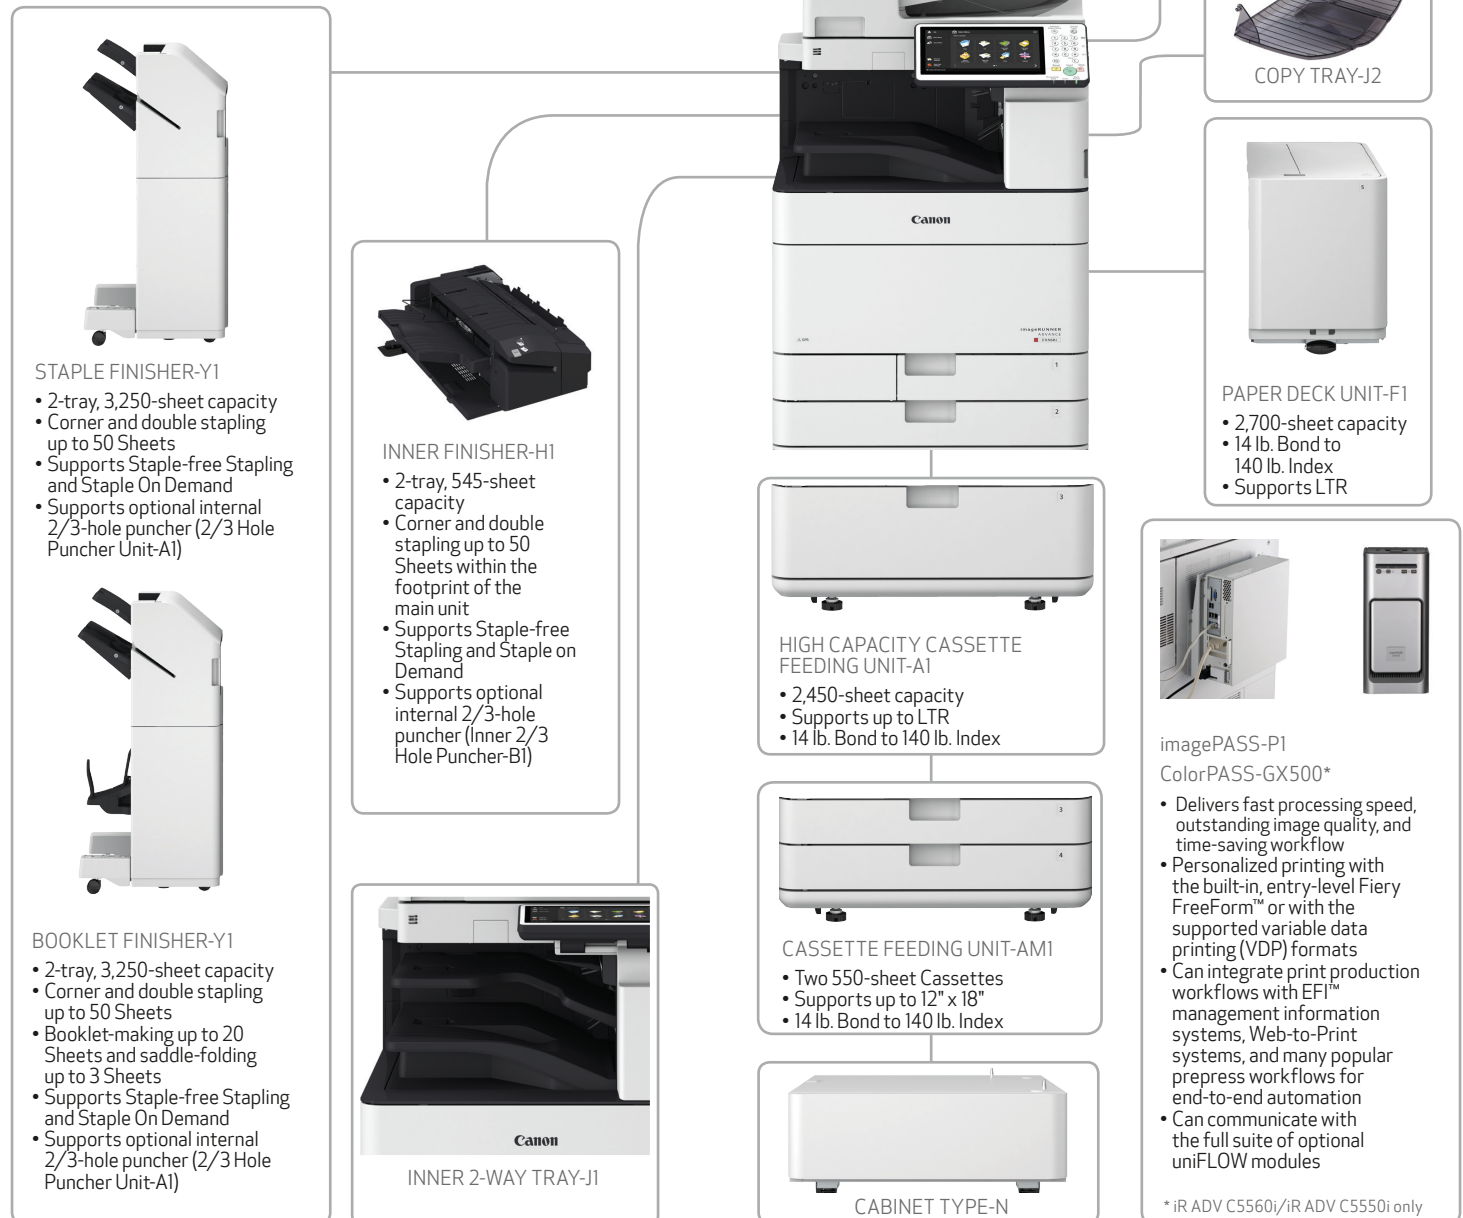 STAPLE FINISHER-Y1
• 2-tray, 3,250-sheet capacity
• Corner and double stapling
up to 50 Sheets
• Supports Staple-free Stapling
and Staple On Demand
• Supports optional internal
2/3-hole puncher (2/3 Hole
Puncher Unit-A1)
BOOKLET FINISHER-Y1
• 2-tray, 3,250-sheet capacity
• Corner and double stapling
up to 50 Sheets
• Booklet-making up to 20
Sheets and saddle-folding
up to 3 Sheets
• Supports Staple-free Stapling
and Staple On Demand
• Supports optional internal
2/3-hole puncher (2/3 Hole
Puncher Unit-A1)
INNER FINISHER-H1
• 2-tray, 545-sheet
capacity
• Corner and double
stapling up to 50
Sheets within the
footprint of the
main unit
• Supports Staple-free
Stapling and Staple on
Demand
• Supports optional
internal 2/3-hole
puncher (Inner 2/3
Hole Puncher-B1)
Canon
INNER 2-WAY TRAY-J1
Canon
imageRUNNER
ADVANCE
1
2
3
HIGH CAPACITY CASSETTE
FEEDING UNIT-A1
• 2,450-sheet capacity
• Supports up to LTR
• 14 lb. Bond to 140 lb. Index
3
4
CASSETTE FEEDING UNIT-AM1
• Two 550-sheet Cassettes
• Supports up to 12" x 18"
• 14 lb. Bond to 140 lb. Index
CABINET TYPE-N
COPY TRAY-J2
5
PAPER DECK UNIT-F1
• 2,700-sheet capacity
• 14 lb. Bond to
140 lb. Index
• Supports LTR
imagePASS-P1
ColorPASS-GX500*
• Delivers fast processing speed,
outstanding image quality, and
time-saving workflow
• Personalized printing with
the built-in, entry-level Fiery
FreeForm™ or with the
supported variable data
printing (VDP) formats
• Can integrate print production
workflows with EFI™
management information
systems, Web-to-Print
systems, and many popular
prepress workflows for
end-to-end automation
• Can communicate with
the full suite of optional
uniFLOW modules
* iR ADV C5560i/iR ADV C5550i only